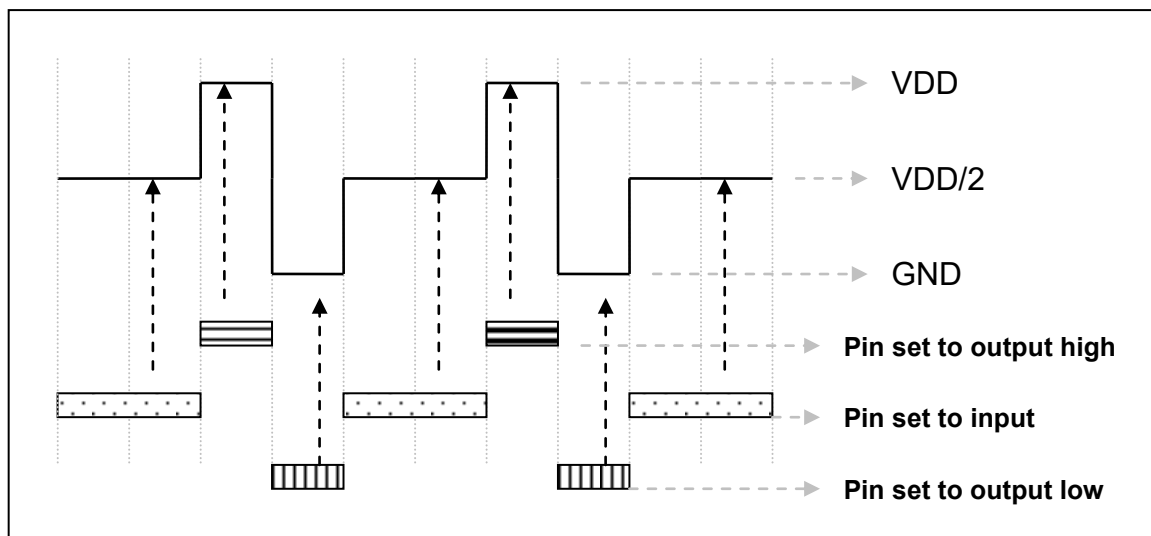 VDD
VDD/2
GND
Pin set to output high
Pin set to input
Pin set to output low